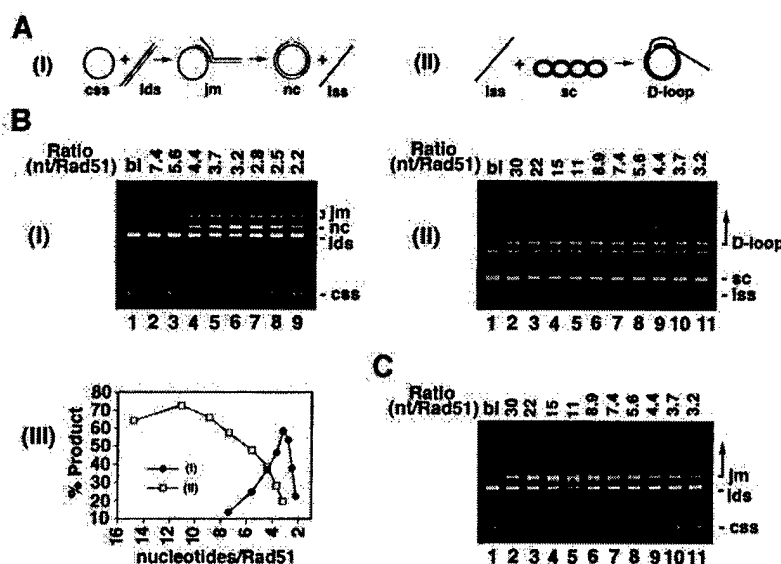 A
(I)
+
css
lds
jm
nc
+
lss
(II)
+
lss
sc
D-loop
B
Ratio
(nt/Rad51)
bl 7.4 5.6 4.4 3.7 3.2 2.8 2.5 2.2
(I)
jm
nc
lds
css
1 2 3 4 5 6 7 8 9
Ratio
(nt/Rad51)
bl 30 22 15 11 8.9 7.4 5.6 4.4 3.7 3.2
(II)
D-loop
sc
lss
1 2 3 4 5 6 7 8 9 10 11
(III)
% Product
80
70
60
50
40
30
20
10
(I)
(II)
16 14 12 10 8 6 4 2
nucleotides/Rad51
C
Ratio
(nt/Rad51)
bl 30 22 15 11 8.9 7.4 5.6 4.4 3.7 3.2
jm
lds
css
1 2 3 4 5 6 7 8 9 10 11